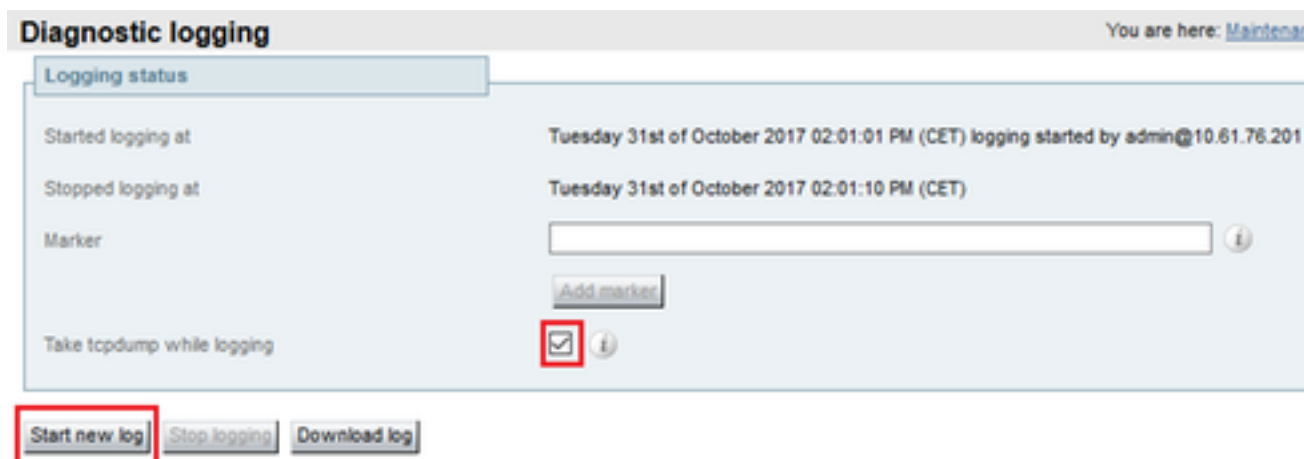 Diagnostic logging You are here: Maintenan
Logging status
Started logging at Tuesday 31st of October 2017 02:01:01 PM (CET) logging started by admin@10.61.76.201
Stopped logging at Tuesday 31st of October 2017 02:01:10 PM (CET)
Marker i
Add marker
Take tcpdump while logging i
Start new log Stop logging Download log